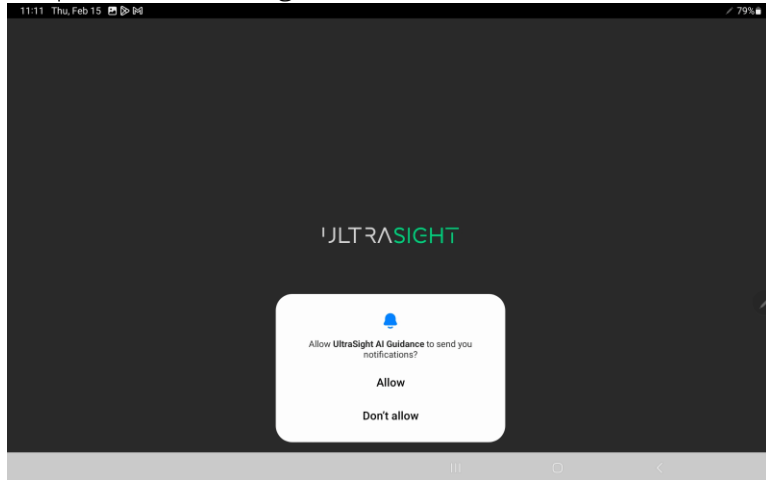 11:11 Thu, Feb 15
79%
ULTRASIGHT
Allow UltraSight AI Guidance to send you
notifications?
Allow
Don't allow